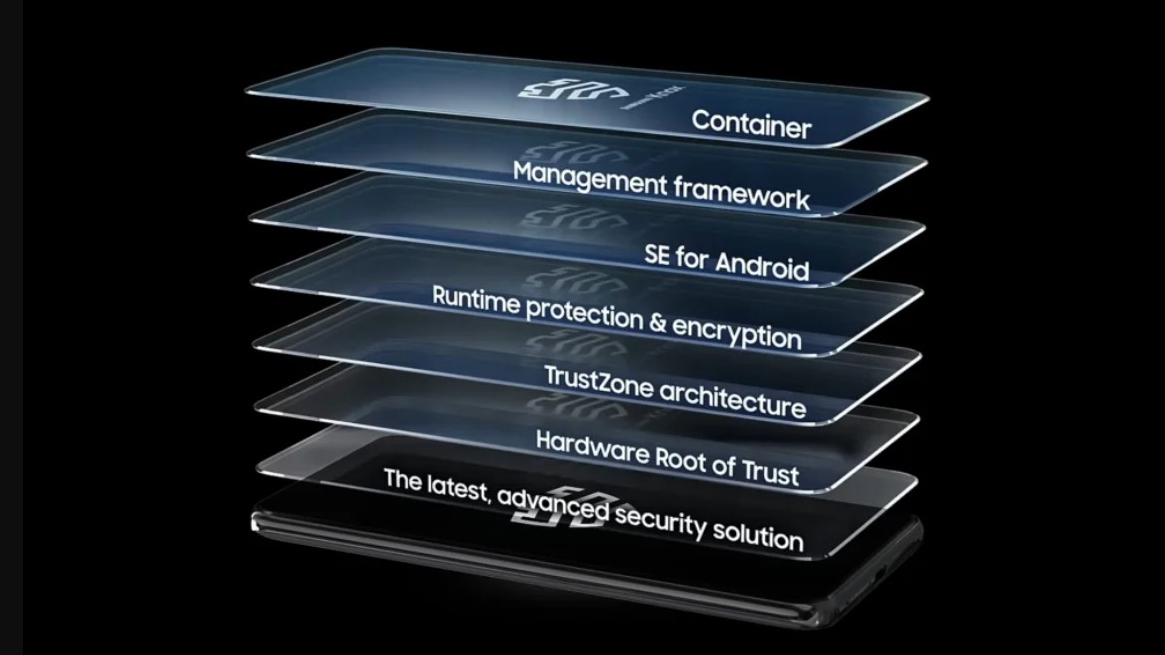 Container
Management framework
SE for Android
Runtime protection & encryption
TrustZone architecture
Hardware Root of Trust
The latest, advanced security solution